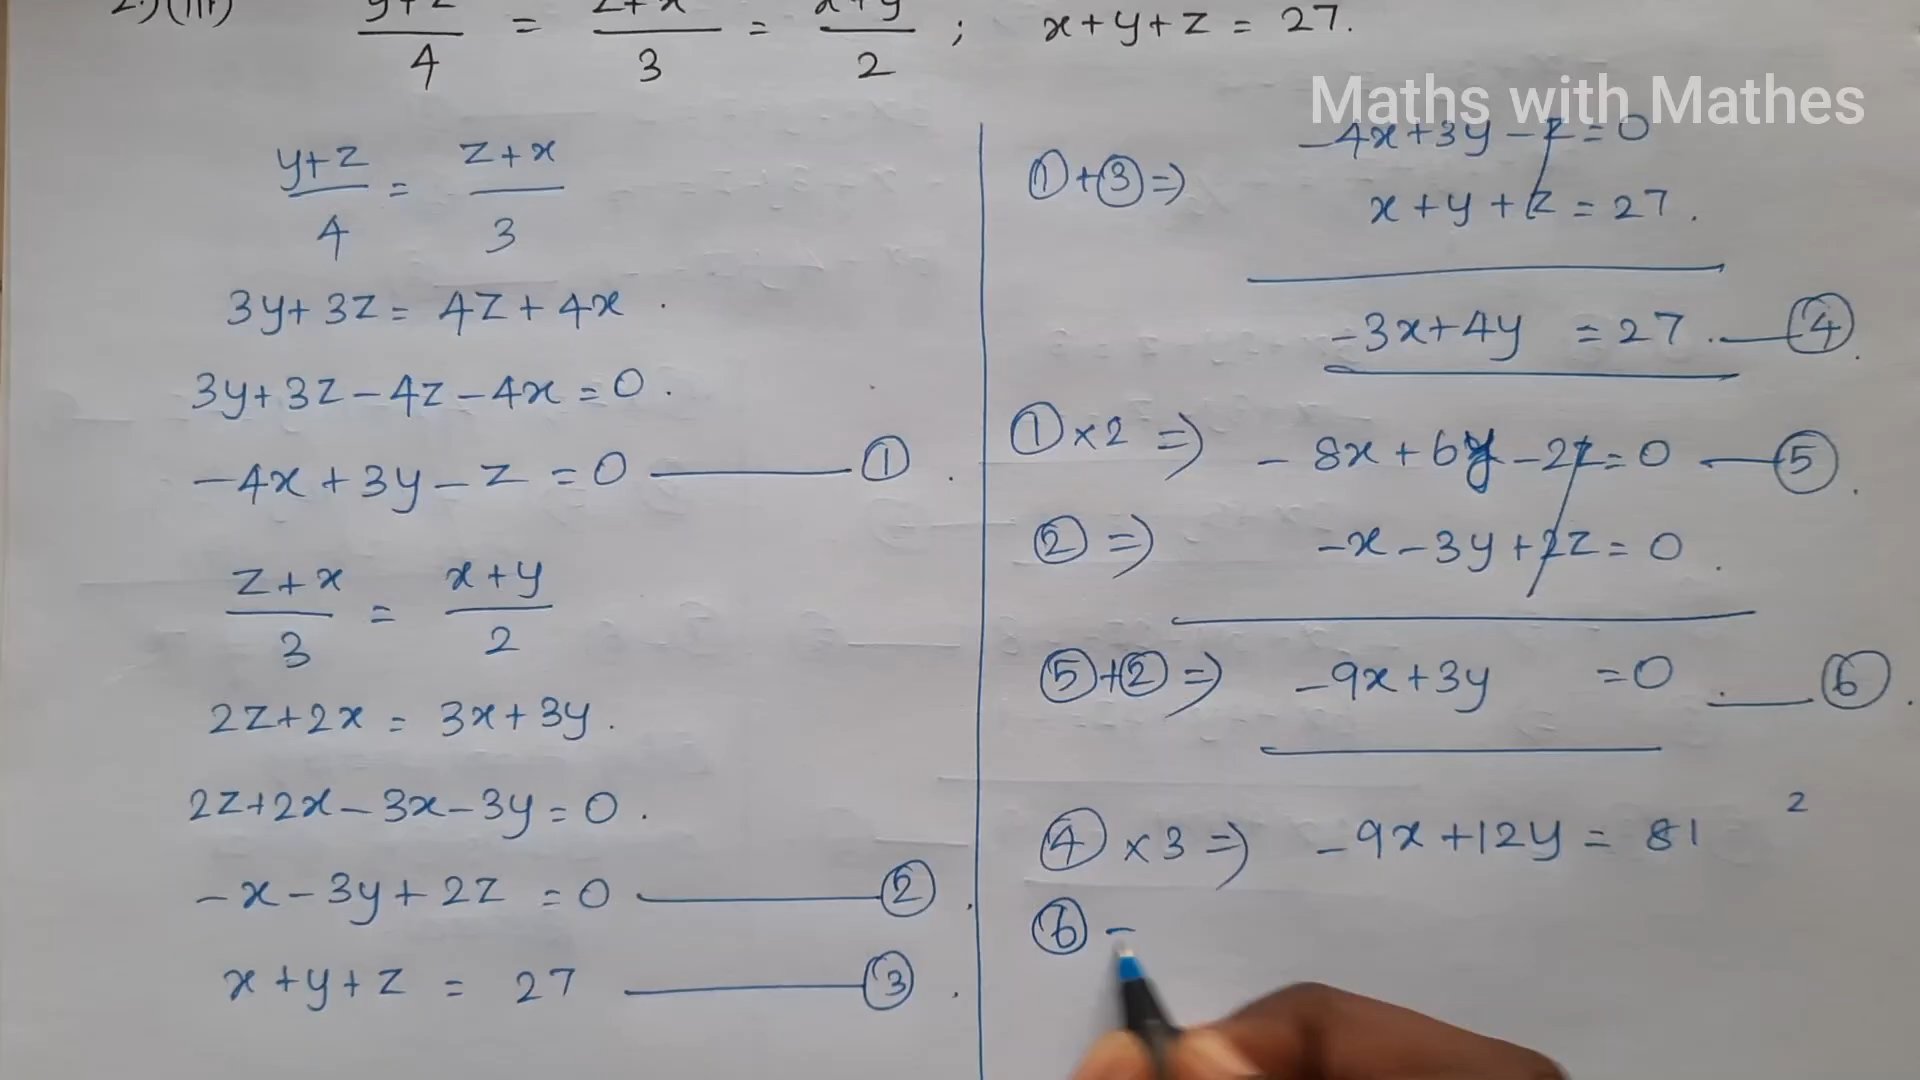 2.)(iii) y+z/4 = z+x/3 = x+y/2 ; x+y+z = 27.
Maths with Mathes
y+z/4 = z+x/3
3y+3z = 4z+4x.
3y+3z-4z-4x=0.
-4x+3y-z=0 ——— ①.
z+x/3 = x+y/2
2z+2x = 3x+3y.
2z+2x-3x-3y=0.
-x-3y+2z=0 ——— ②.
x+y+z = 27 ——— ③.
①+③=> -4x+3y-z=0
x+y+z=27.
-3x+4y =27. — ④.
①×2 => -8x+6y-2z=0 — ⑤.
② => -x-3y+2z=0.
⑤+②=> -9x+3y =0. — ⑥.
④×3=> -9x+12y=81
2
⑥ -